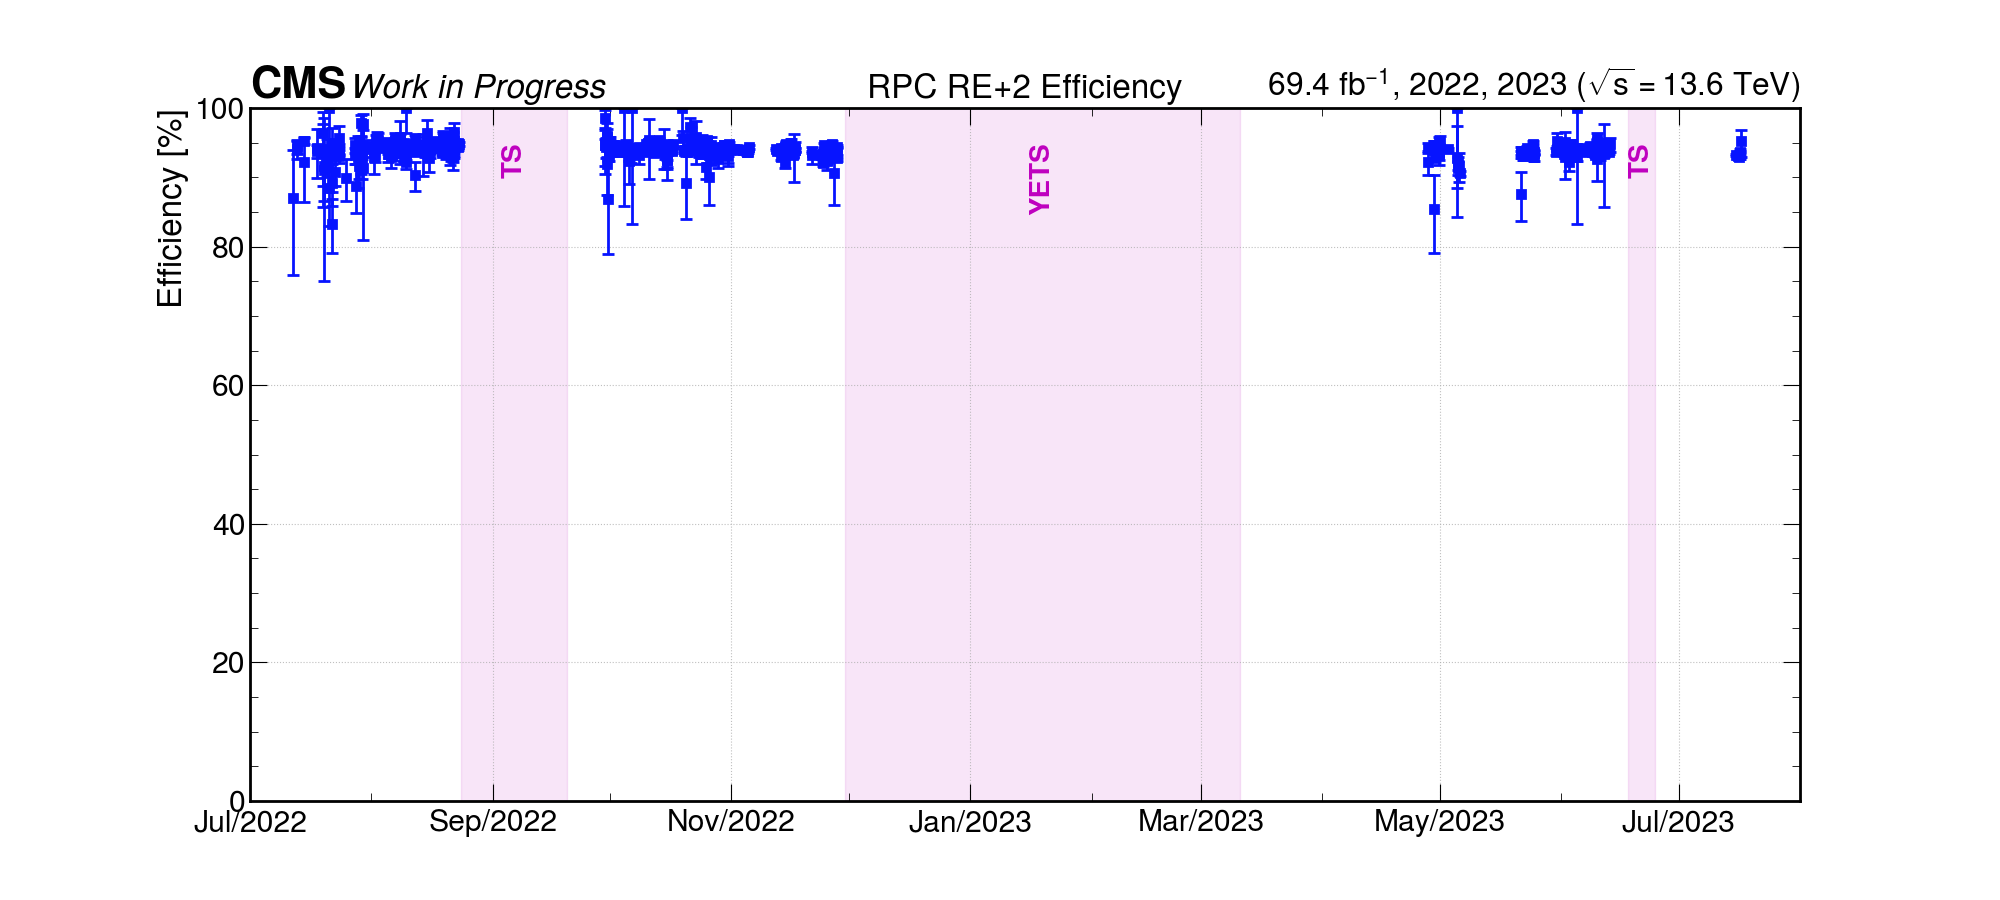 CMS Work in Progress RPC RE+2 Efficiency 69.4 fb⁻¹, 2022, 2023 (√s = 13.6 TeV)
Efficiency [%]
100
80
60
40
20
0
TS
YETS
TS
Jul/2022 Sep/2022 Nov/2022 Jan/2023 Mar/2023 May/2023 Jul/2023